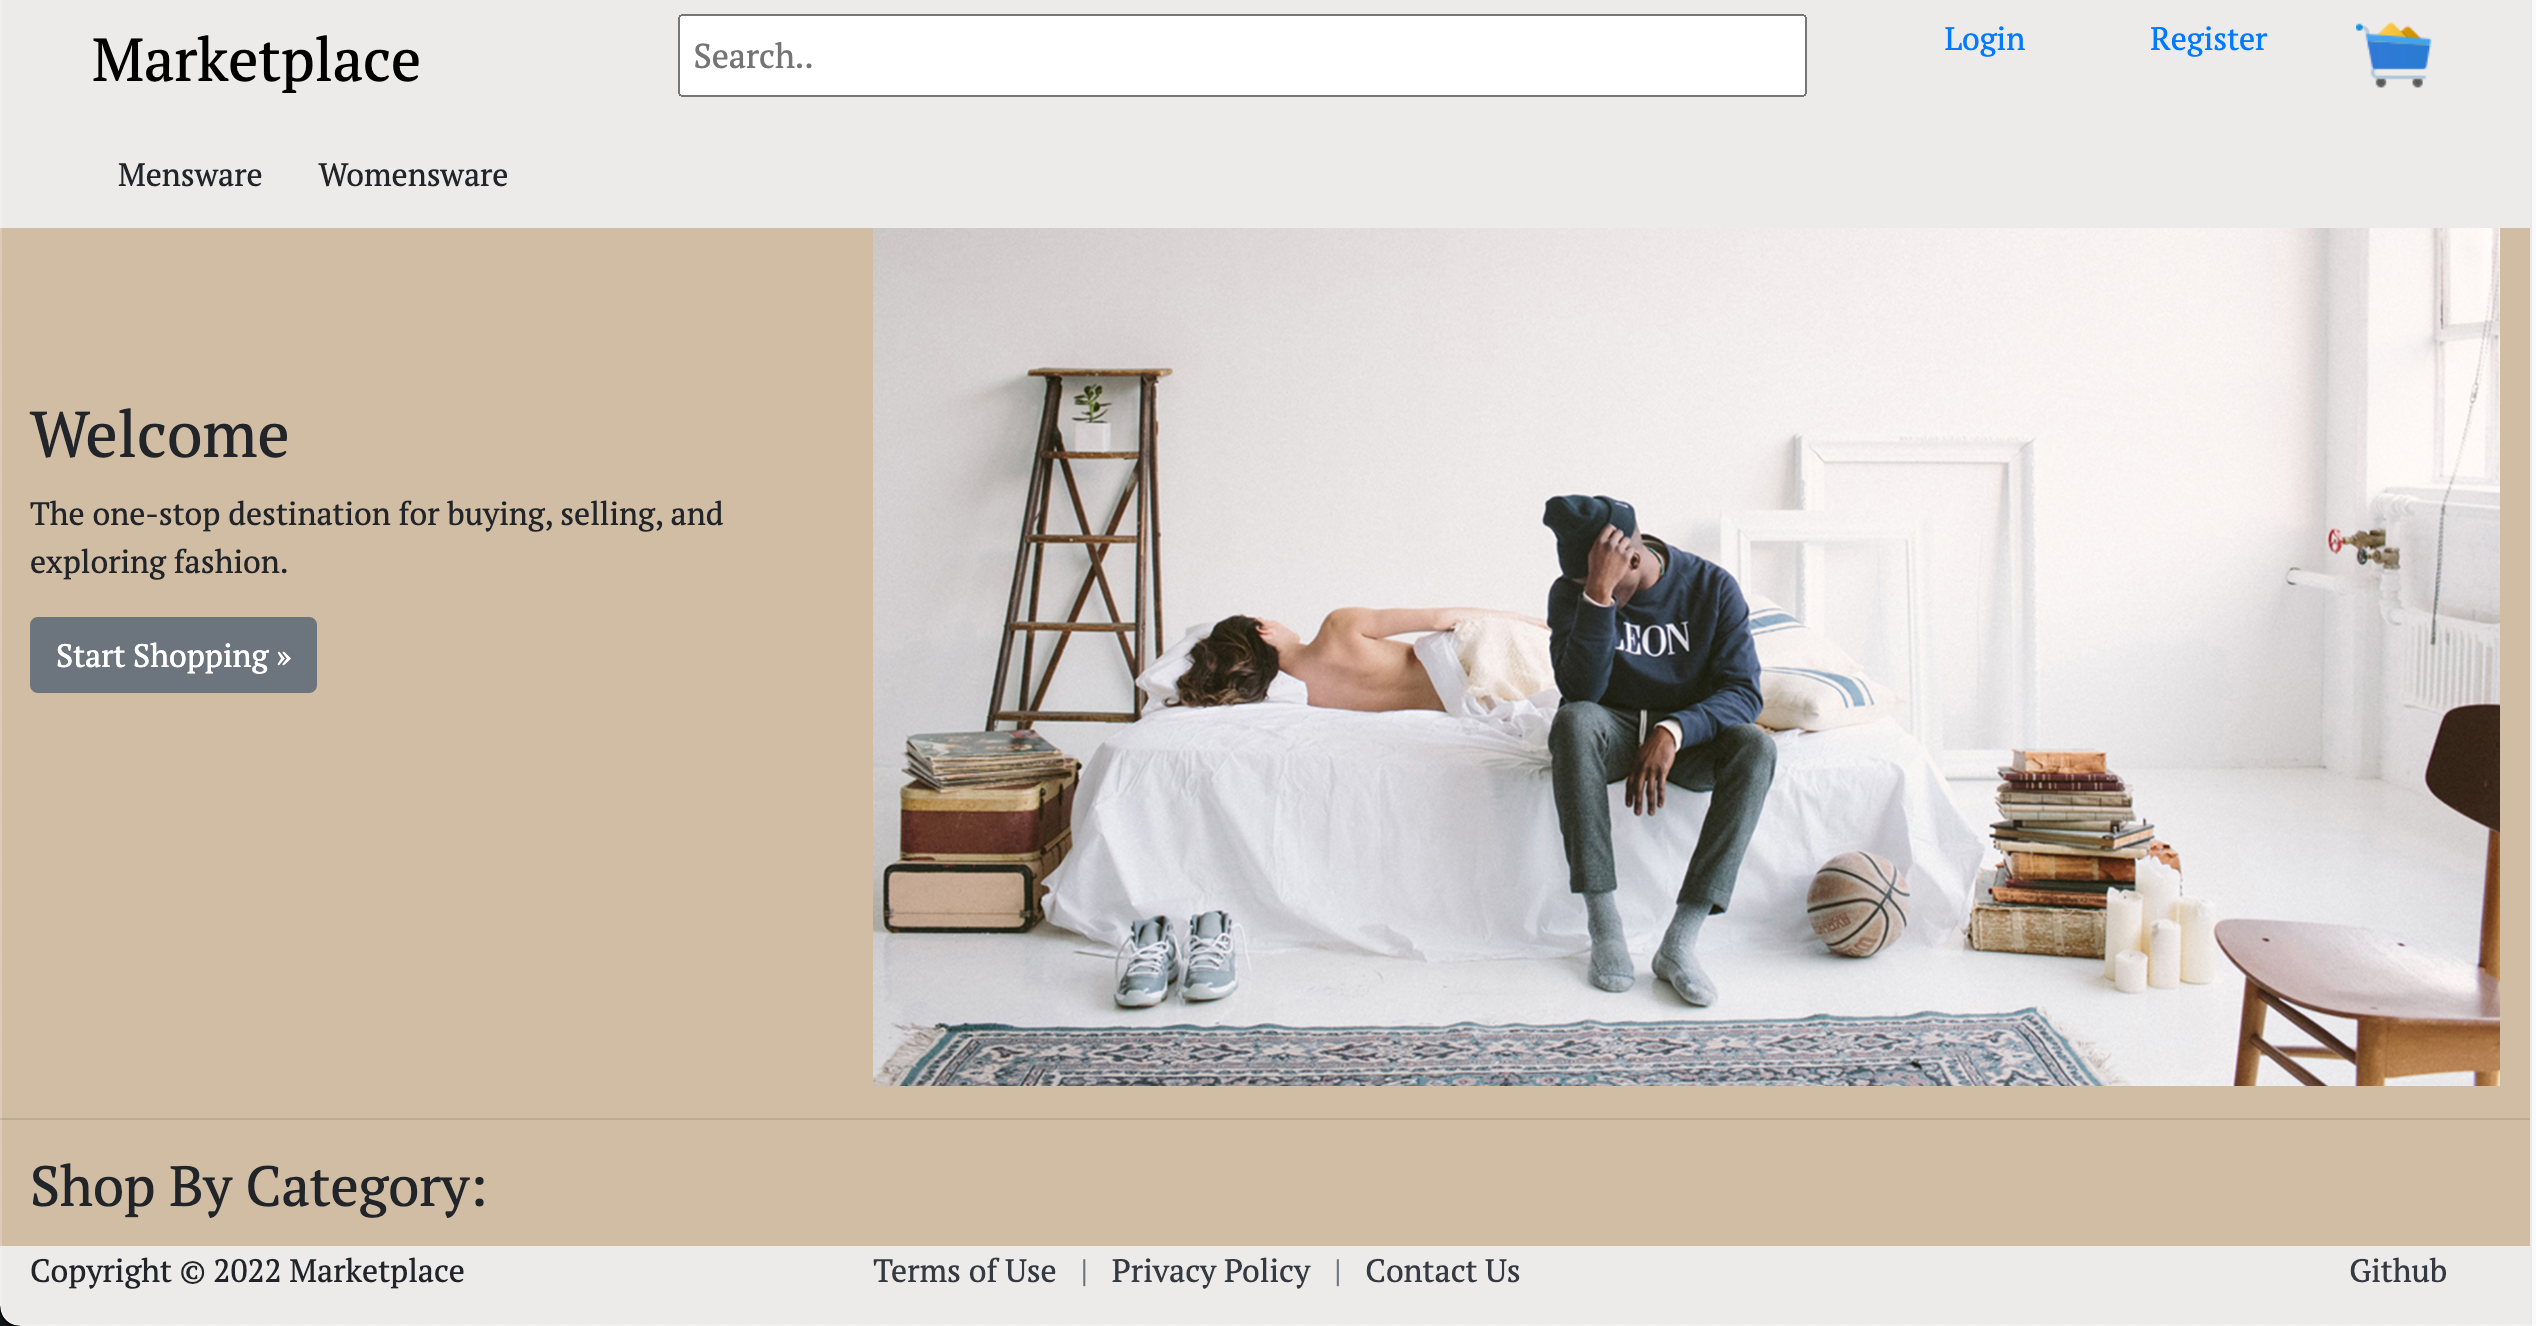 Marketplace
Search..
Login
Register
Mensware
Womensware
Welcome
The one-stop destination for buying, selling, and
exploring fashion.
Start Shopping »
LEON
Shop By Category:
Copyright © 2022 Marketplace
Terms of Use | Privacy Policy | Contact Us
Github